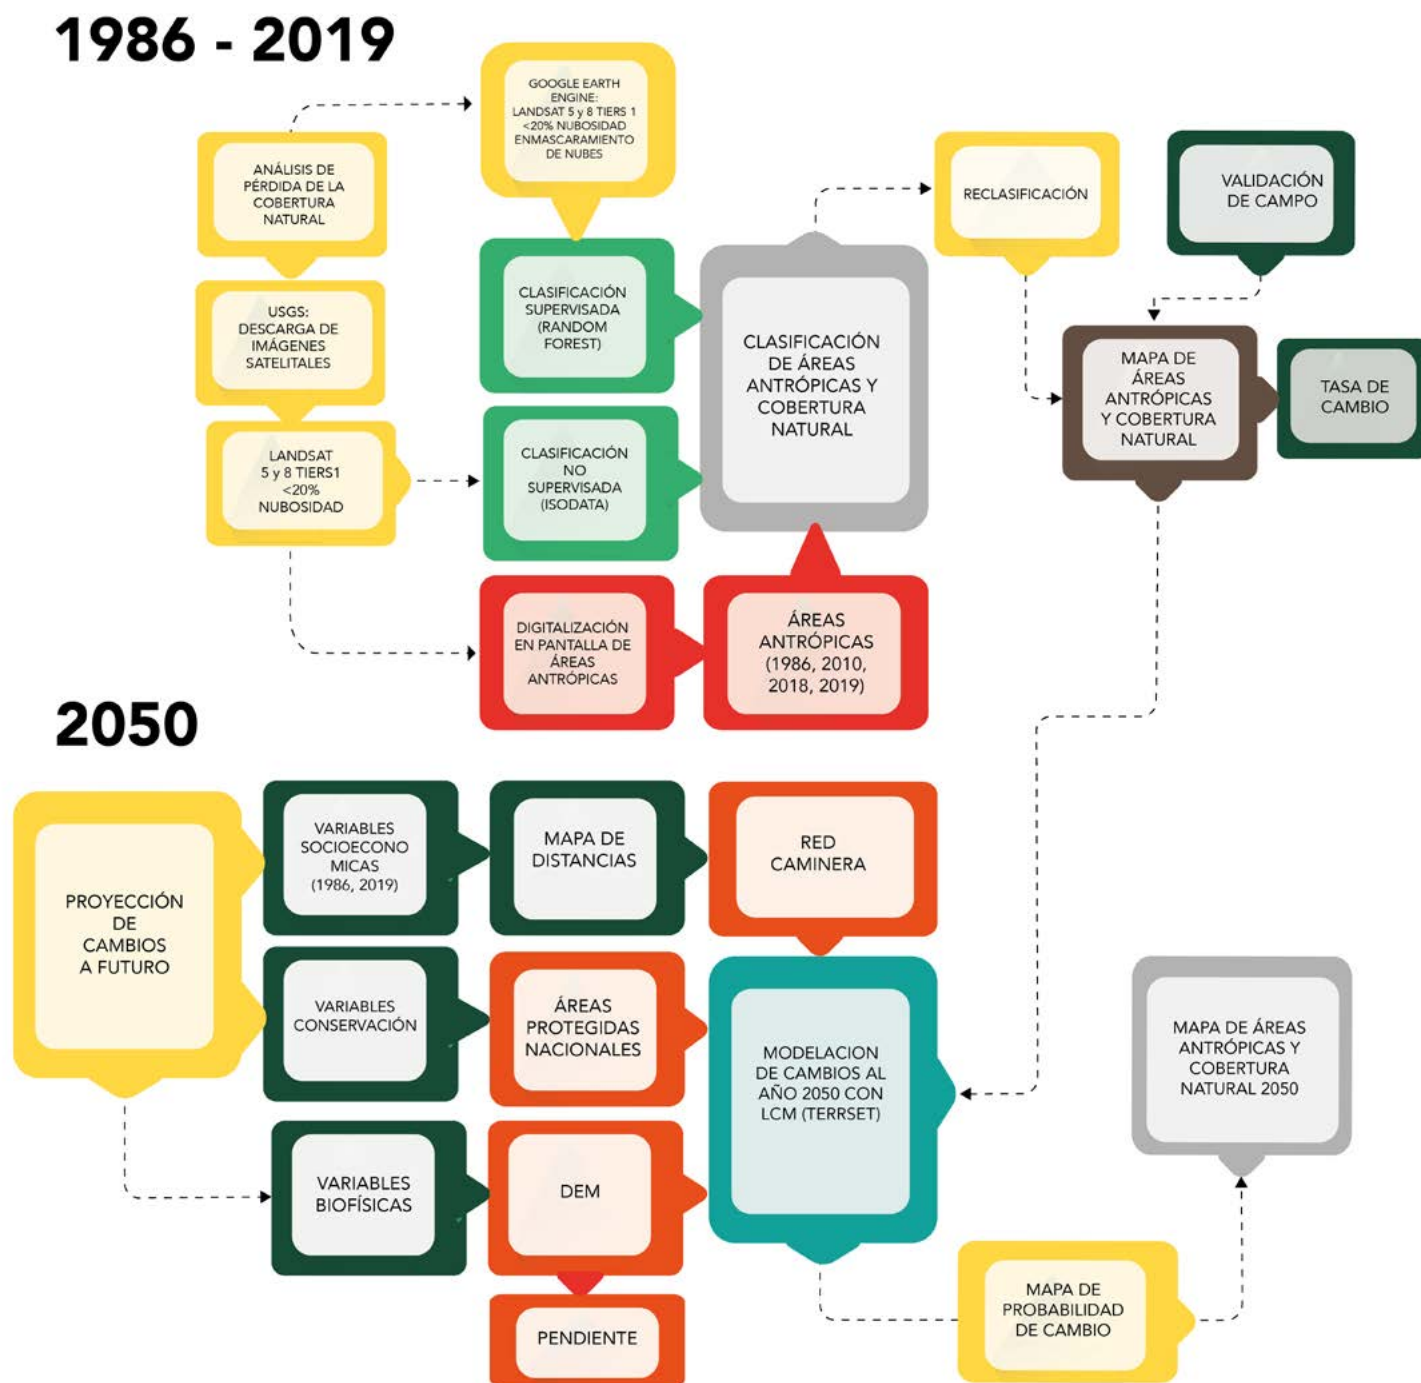 1986 - 2019
GOOGLE EARTH
ENGINE:
LANDSAT 5 y 8 TIERS 1
<20% NUBOSIDAD
ENMASCARAMIENTO
DE NUBES
ANÁLISIS DE
PÉRDIDA DE LA
COBERTURA
NATURAL
USGS:
DESCARGA DE
IMÁGENES
SATELITALES
LANDSAT
5 y 8 TIERS1
<20%
NUBOSIDAD
CLASIFICACIÓN
SUPERVISADA
(RANDOM
FOREST)
CLASIFICACIÓN
NO
SUPERVISADA
(ISODATA)
DIGITALIZACIÓN
EN PANTALLA DE
ÁREAS
ANTRÓPICAS
ÁREAS
ANTRÓPICAS
(1986, 2010,
2018, 2019)
CLASIFICACIÓN
DE ÁREAS
ANTRÓPICAS Y
COBERTURA
NATURAL
RECLASIFICACIÓN
VALIDACIÓN
DE CAMPO
MAPA DE
ÁREAS
ANTRÓPICAS
Y COBERTURA
NATURAL
TASA DE
CAMBIO
2050
PROYECCIÓN
DE
CAMBIOS
A FUTURO
VARIABLES
SOCIOECONO
MICAS
(1986, 2019)
MAPA DE
DISTANCIAS
RED
CAMINERA
VARIABLES
CONSERVACIÓN
ÁREAS
PROTEGIDAS
NACIONALES
VARIABLES
BIOFÍSICAS
DEM
PENDIENTE
MODELACION
DE CAMBIOS AL
AÑO 2050 CON
LCM (TERRSET)
MAPA DE
PROBABILIDAD
DE CAMBIO
MAPA DE ÁREAS
ANTRÓPICAS Y
COBERTURA
NATURAL 2050